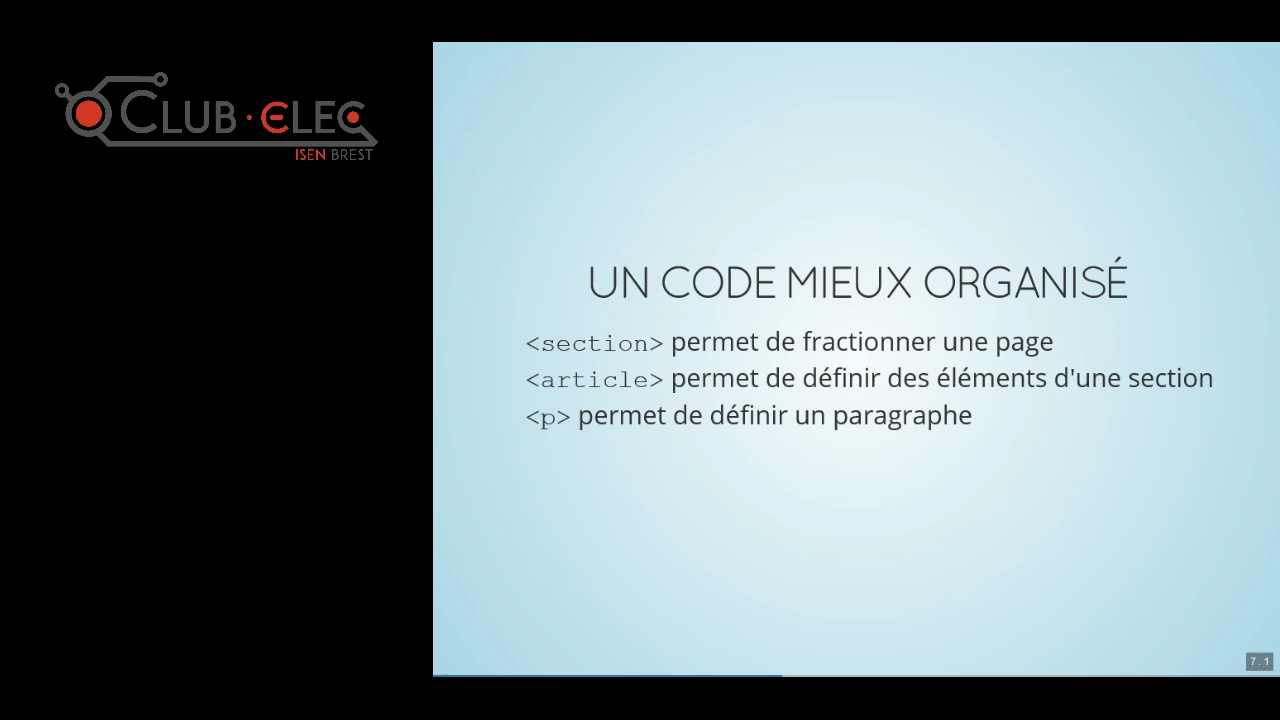 CLUB·ELEC
ISEN BREST
UN CODE MIEUX ORGANISÉ
<section> permet de fractionner une page
<article> permet de définir des éléments d'une section
<p> permet de définir un paragraphe
7.1